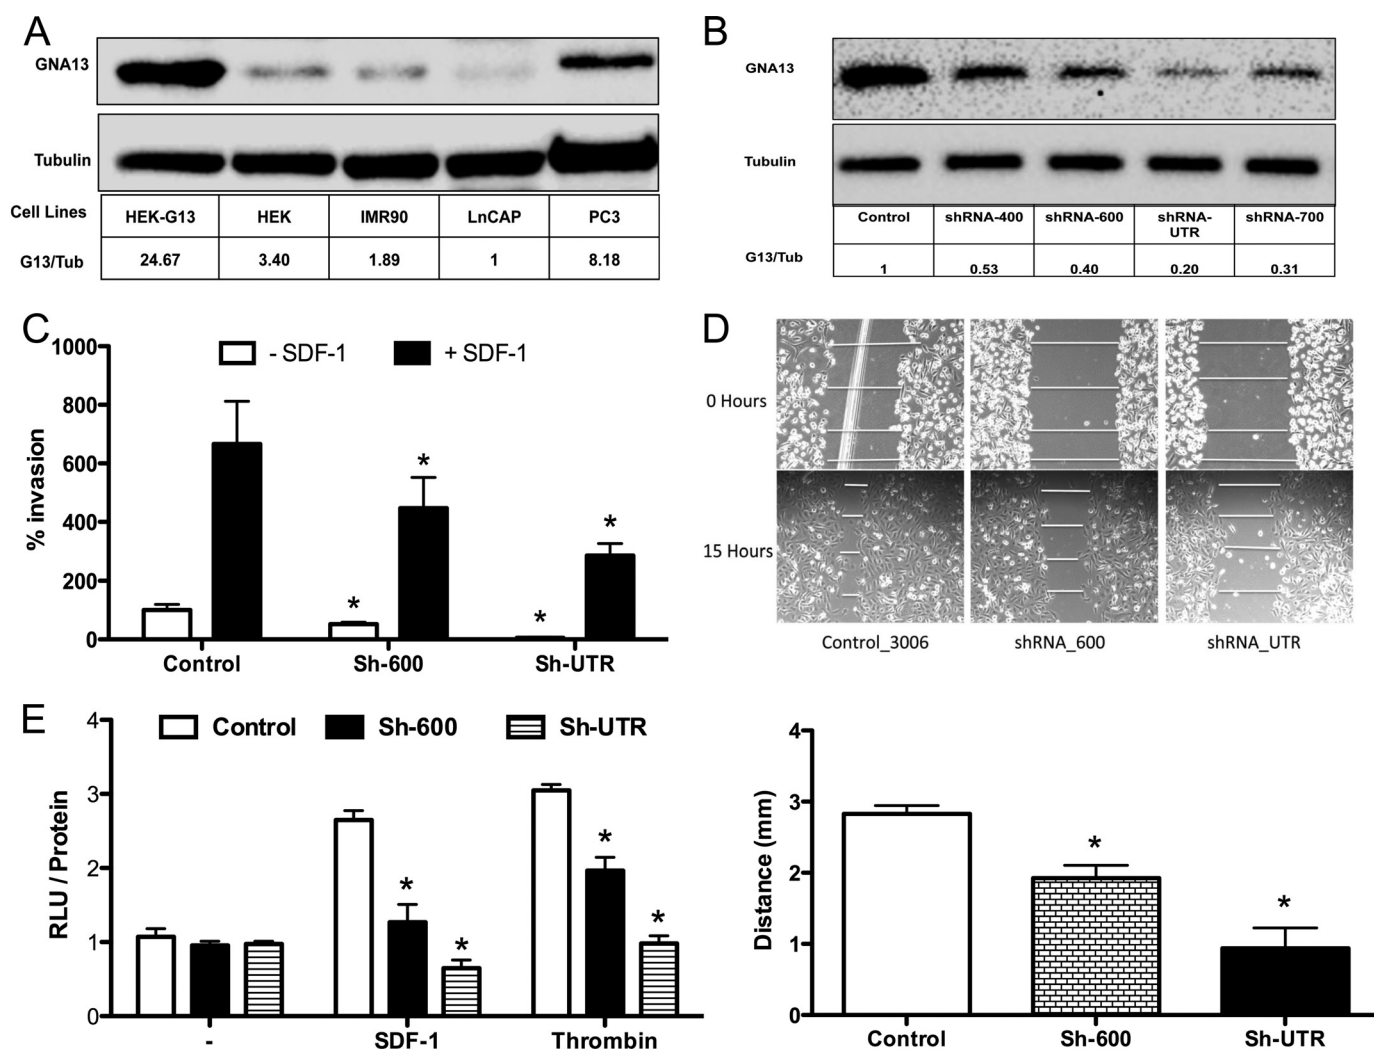 A
GNA13
Tubulin
Cell Lines HEK-G13 HEK IMR90 LnCAP PC3
G13/Tub 24.67 3.40 1.89 1 8.18
B
GNA13
Tubulin
Control shRNA-400 shRNA-600 shRNA- shRNA-700
UTR
G13/Tub 1 0.53 0.40 0.20 0.31
C
- SDF-1 + SDF-1
% invasion
1000
800
600
400
200
0
* * * *
Control Sh-600 Sh-UTR
D
0 Hours
15 Hours
Control_3006 shRNA_600 shRNA_UTR
E
Control Sh-600 Sh-UTR
RLU / Protein
4
3
2
1
0
* * * *
- SDF-1 Thrombin
Distance (mm)
4
3
2
1
0
* *
Control Sh-600 Sh-UTR